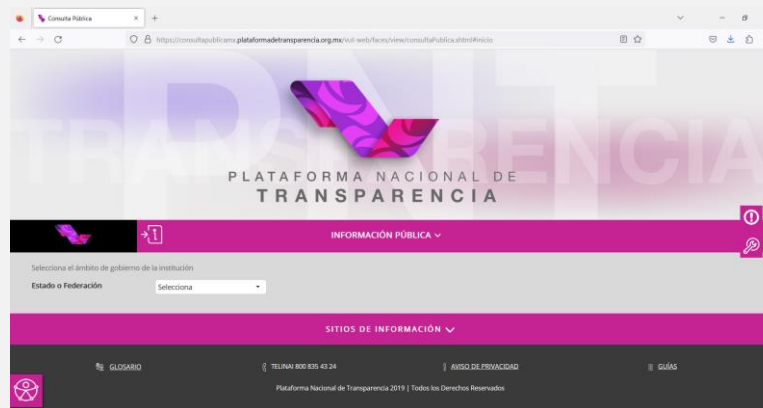 Consulta Pública
https://consultapublicamx.plataformadetransparencia.org.mx/vut-web/faces/view/consultaPublica.xhtml#inicio
PNT
TRANSPARENCIA
PLATAFORMA NACIONAL DE
TRANSPARENCIA
INFORMACIÓN PÚBLICA
Selecciona el ámbito de gobierno de la institución
Estado o Federación
Selecciona
SITIOS DE INFORMACIÓN
GLOSARIO
TELINAI 800 835 43 24
AVISO DE PRIVACIDAD
GUÍAS
Plataforma Nacional de Transparencia 2019 | Todos los Derechos Reservados